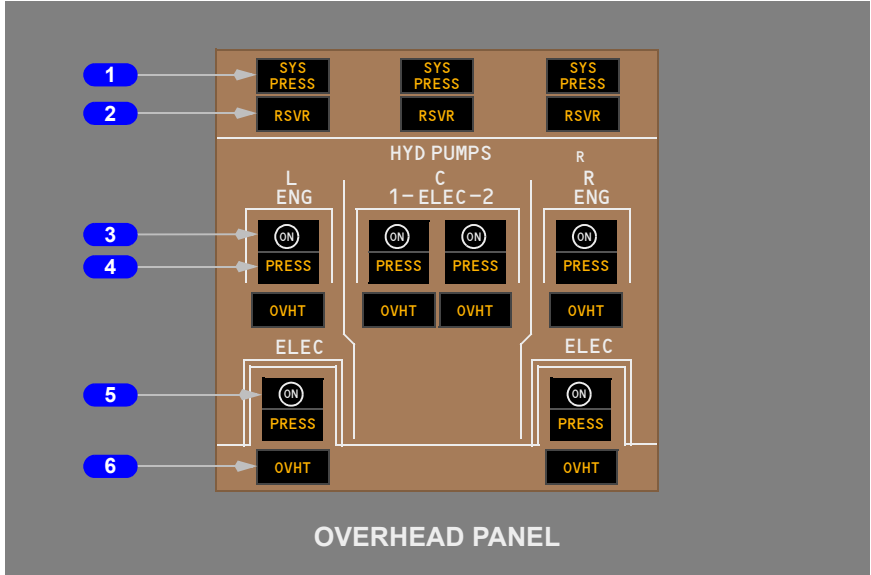 1 SYS PRESS SYS PRESS SYS PRESS
2 RSVR RSVR RSVR
HYD PUMPS R
L C R
ENG 1-ELEC-2 ENG
3 ON ON ON ON
4 PRESS PRESS PRESS PRESS
OVHT OVHT OVHT OVHT
ELEC ELEC
5 ON ON
PRESS PRESS
6 OVHT OVHT
OVERHEAD PANEL